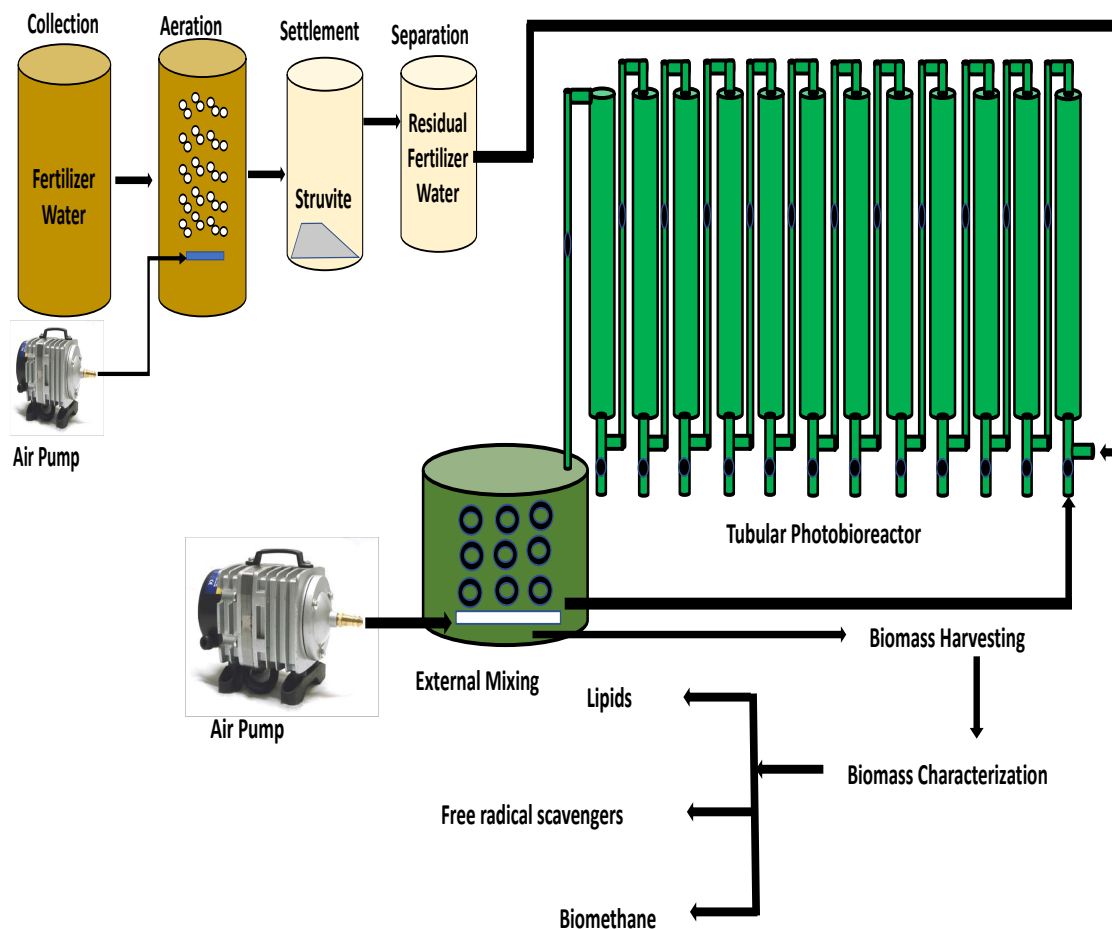 Collection
Aeration
Settlement
Separation
Fertilizer
Water
Struvite
Residual
Fertilizer
Water
Air Pump
Tubular Photobioreactor
External Mixing
Air Pump
Biomass Harvesting
Lipids
Biomass Characterization
Free radical scavengers
Biomethane